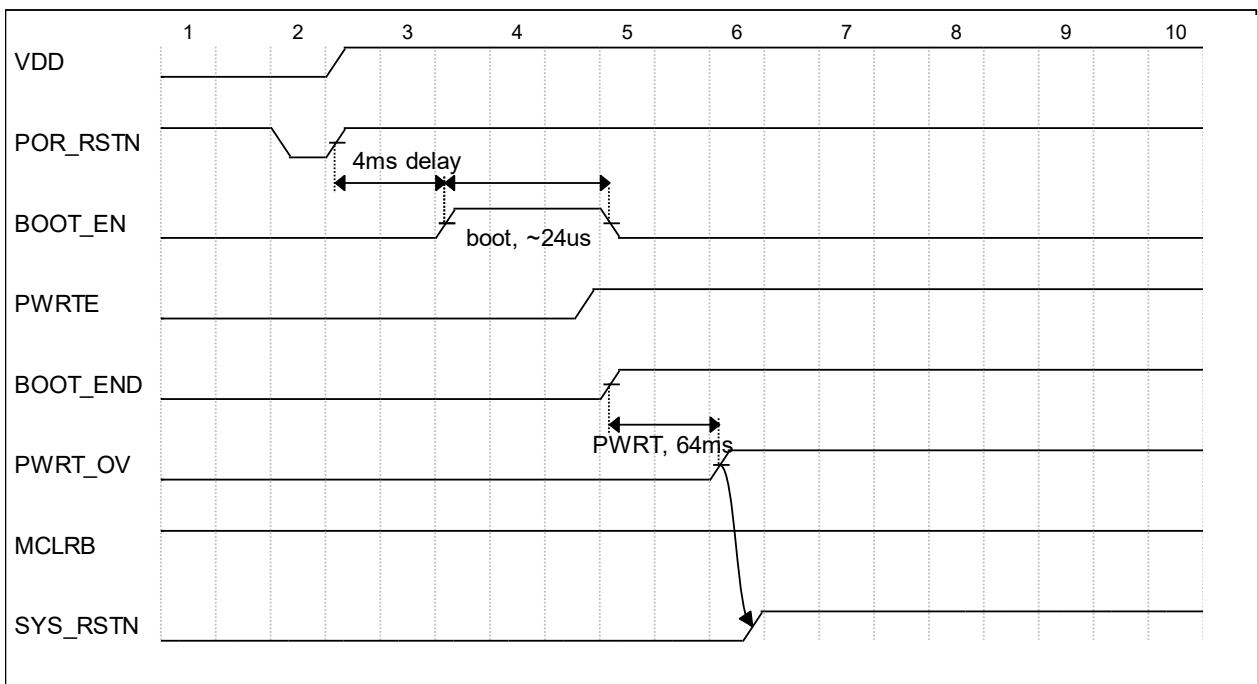 1 2 3 4 5 6 7 8 9 10
VDD
POR_RSTN
4ms delay
BOOT_EN
boot, ~24us
PWRTE
BOOT_END
PWRT, 64ms
PWRT_OV
MCLRB
SYS_RSTN